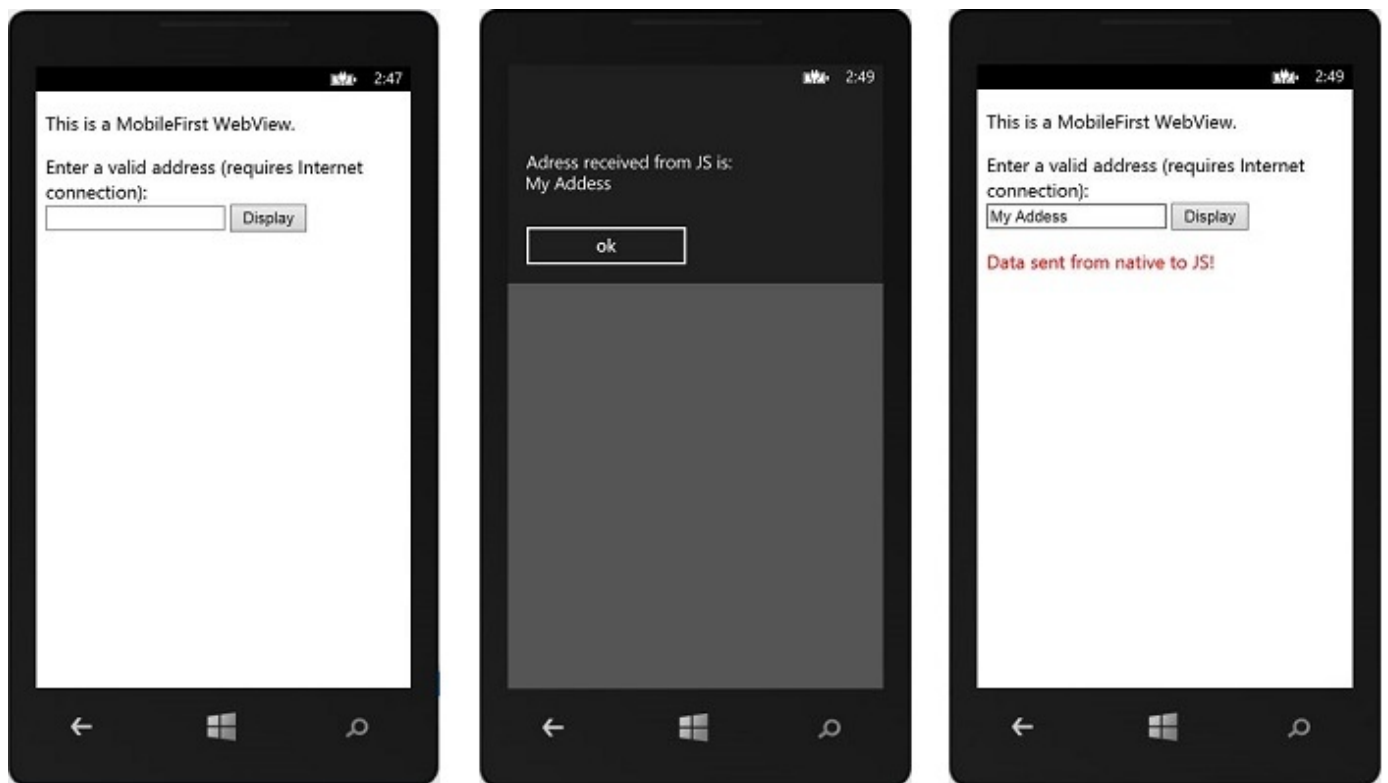 2:47
This is a MobileFirst WebView.
Enter a valid address (requires Internet
connection):
Display
2:49
Adress received from JS is:
My Addess
ok
2:49
This is a MobileFirst WebView.
Enter a valid address (requires Internet
connection):
My Addess Display
Data sent from native to JS!